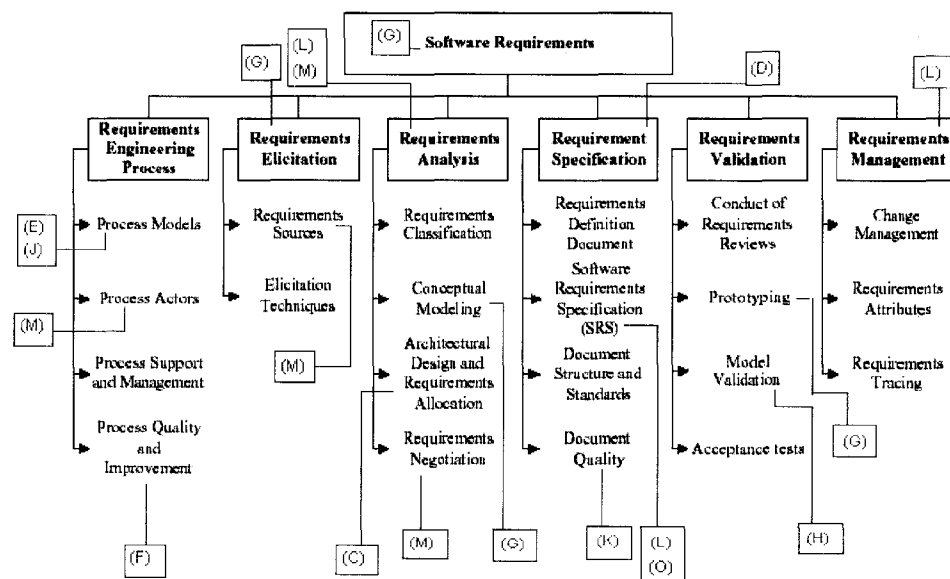 (G)
Software Requirements
(G)
(L)
(M)
(D)
(L)
Requirements
Engineering
Process
Requirements
Elicitation
Requirements
Analysis
Requirement
Specification
Requirements
Validation
Requirements
Management
(E)
(J)
Process Models
Process Actors
(M)
Process Support
and Management
Process Quality
and
Improvement
(F)
Requirements
Sources
Elicitation
Techniques
(M)
Requirements
Classification
Conceptual
Modeling
Architectural
Design and
Requirements
Allocation
Requirements
Negotiation
(C)
(M)
(G)
Requirements
Definition
Document
Software
Requirements
Specification
(SRS)
Document
Structure and
Standards
Document
Quality
(K)
(L)
(O)
Conduct of
Requirements
Reviews
Prototyping
Model
Validation
Acceptance tests
(G)
(H)
Change
Management
Requirements
Attributes
Requirements
Tracing